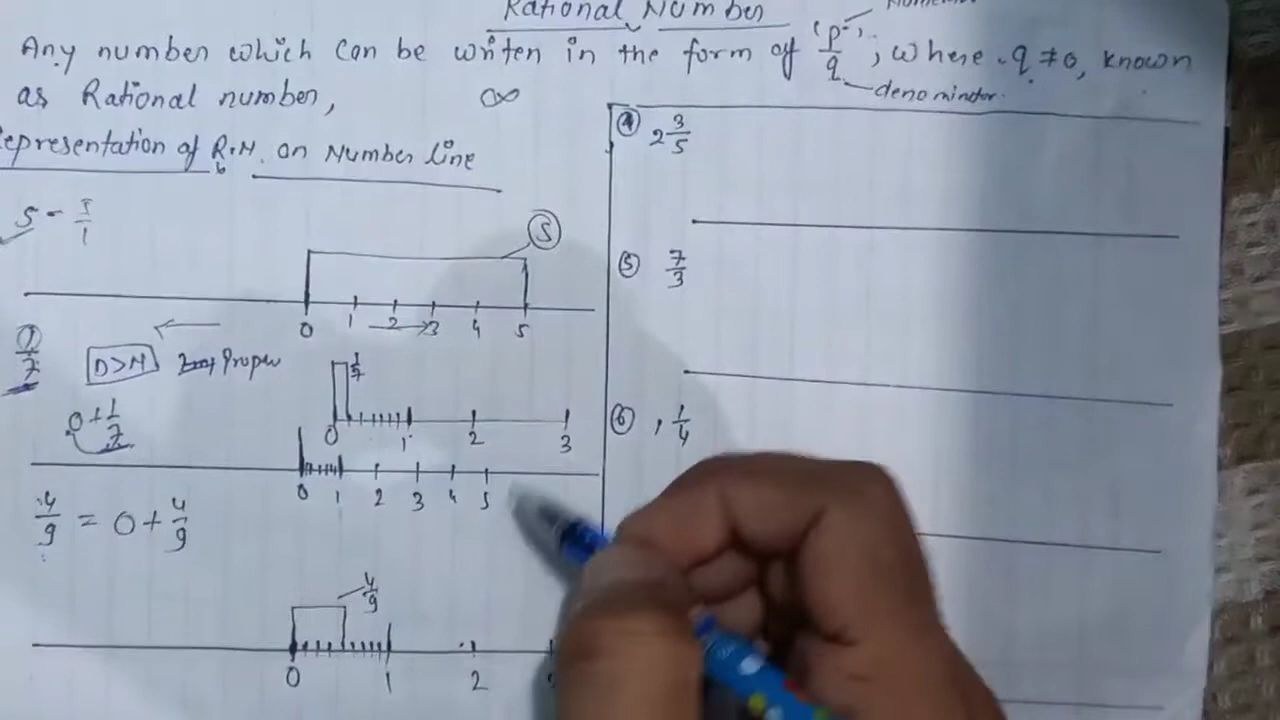 Rational Number
Any number which can be writen in the form of 'p'/q, where q ≠ 0, known
denominator.
as Rational number, ∞
Representation of R.N. on Number line
5 = 5/1
5
0 1 2 3 4 5
1/7 D>N Proper
1/7
0 + 1/7
0 1 2 3
0 1 2 3 4 5
4/9 = 0 + 4/9
4/9
0 1 2
④ 2 3/5
⑤ 7/3
⑥ , 1/4